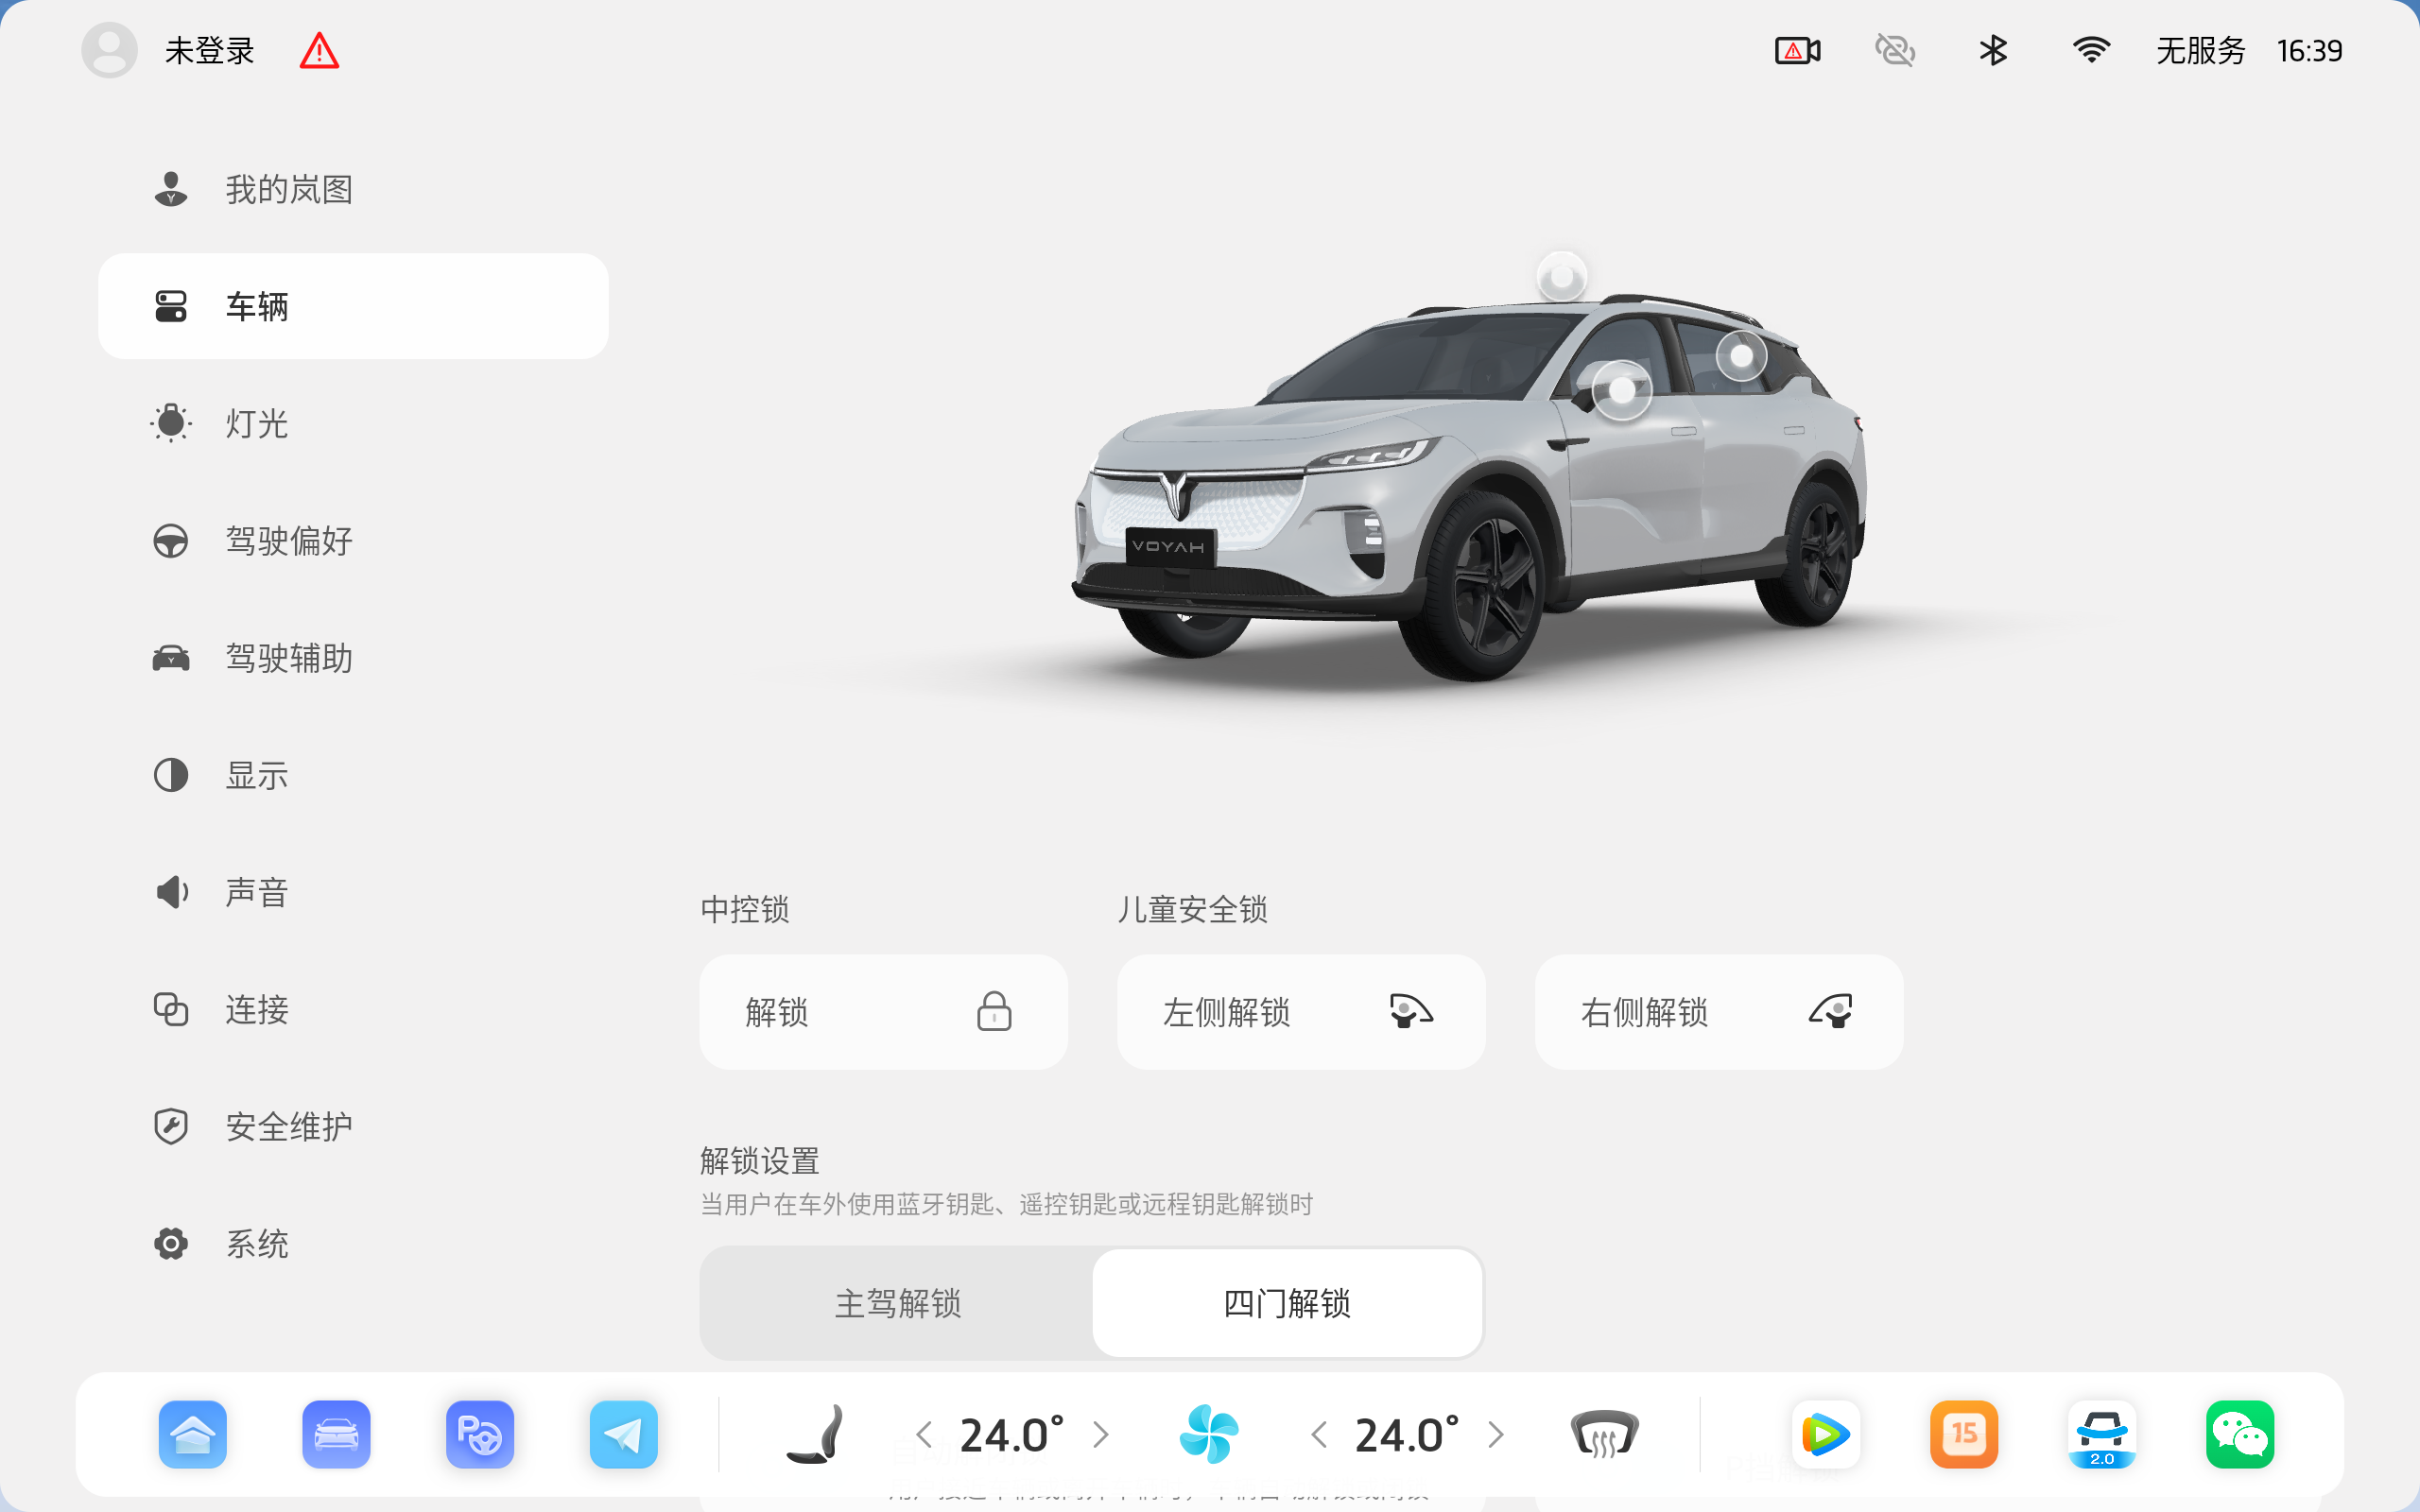 未登录
无服务 16:39
我的岚图
车辆
灯光
驾驶偏好
驾驶辅助
显示
声音
连接
安全维护
系统
VOYAH
中控锁
儿童安全锁
解锁
左侧解锁
右侧解锁
解锁设置
当用户在车外使用蓝牙钥匙、遥控钥匙或远程钥匙解锁时
主驾解锁
四门解锁
24.0°
24.0°
15
2.0